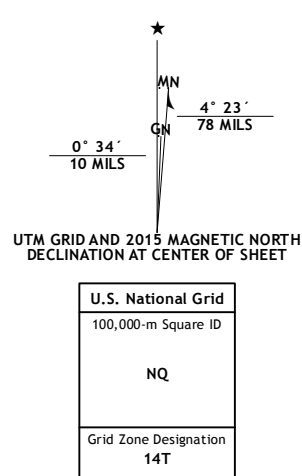 MN
4° 23´
78 MILS
GN
0° 34´
10 MILS
UTM GRID AND 2015 MAGNETIC NORTH
DECLINATION AT CENTER OF SHEET
U.S. National Grid
100,000-m Square ID
NQ
Grid Zone Designation
14T